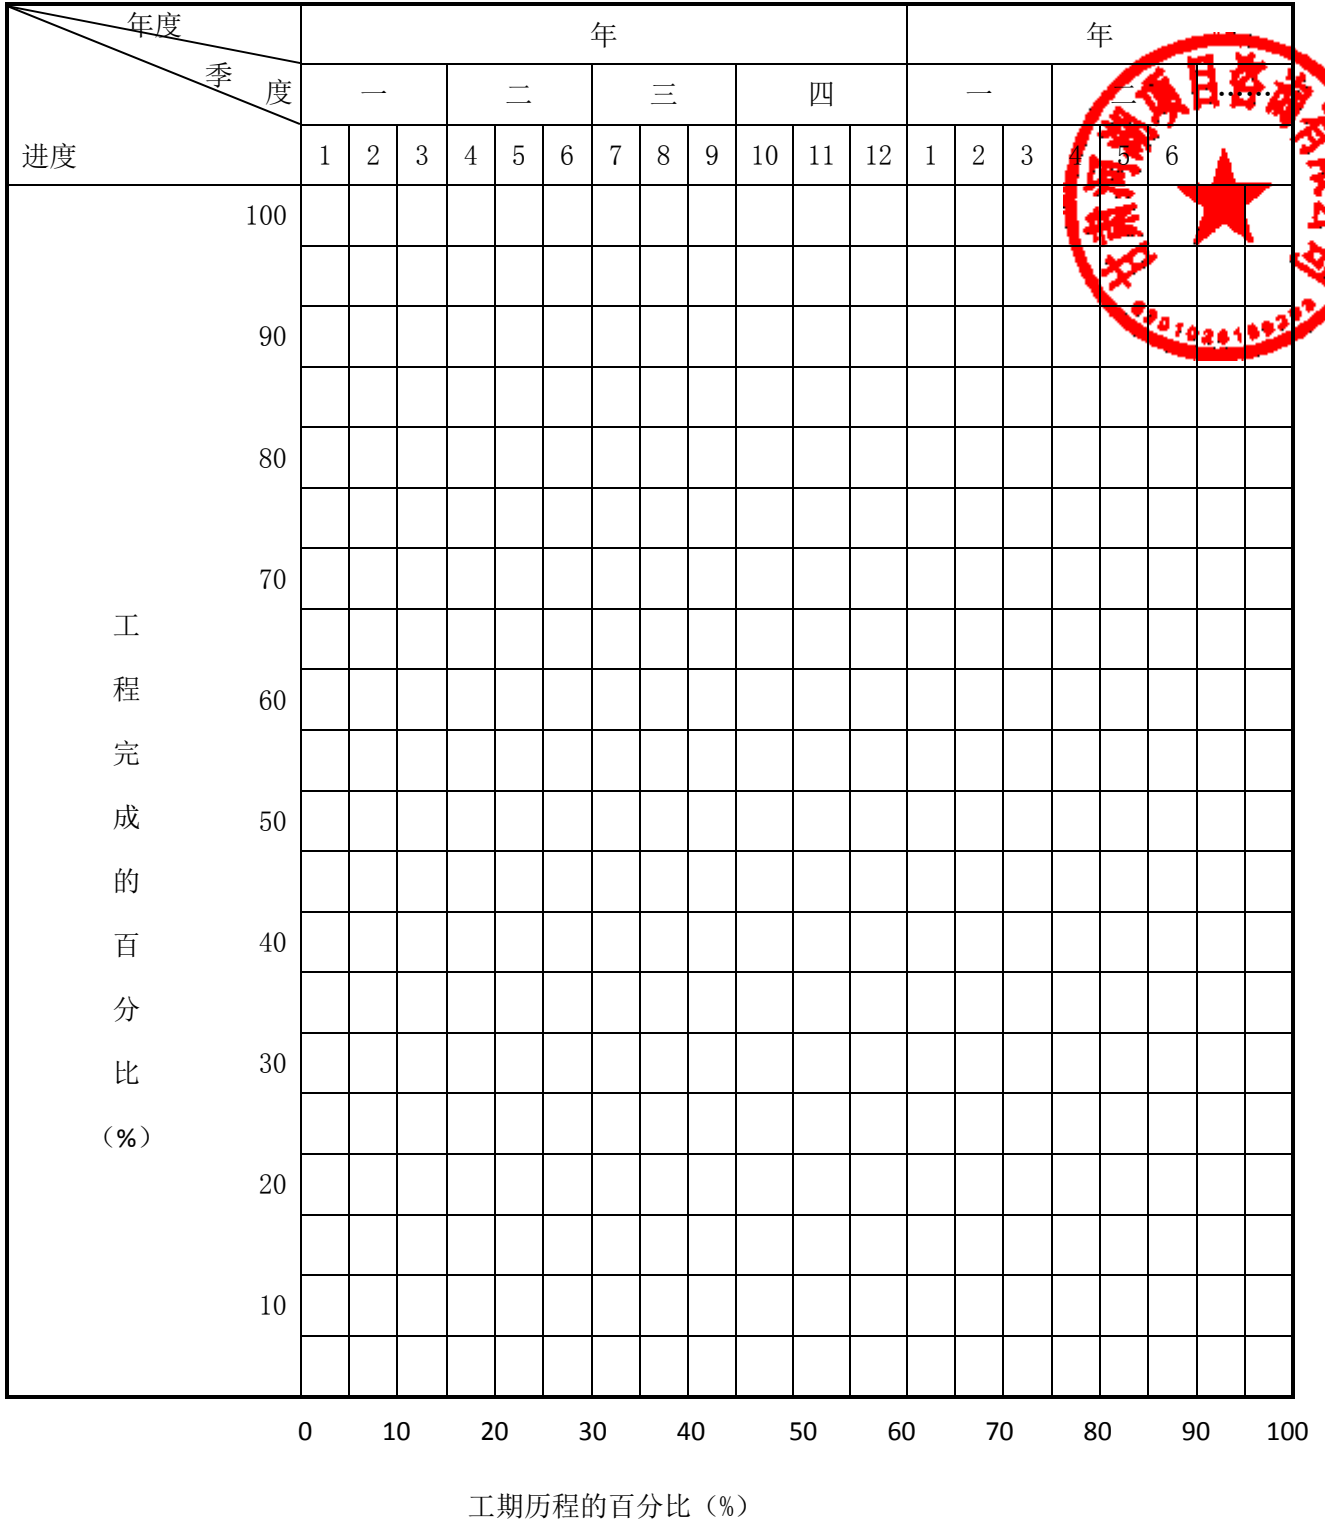 年度 年 年
季 度 一 二 三 四 一 二 ……
进度 1 2 3 4 5 6 7 8 9 10 11 12 1 2 3 4 5 6
100
90
80
70
60
50
40
30
20
10
工
程
完
成
的
百
分
比
（%）
0 10 20 30 40 50 60 70 80 90 100
工期历程的百分比（%）